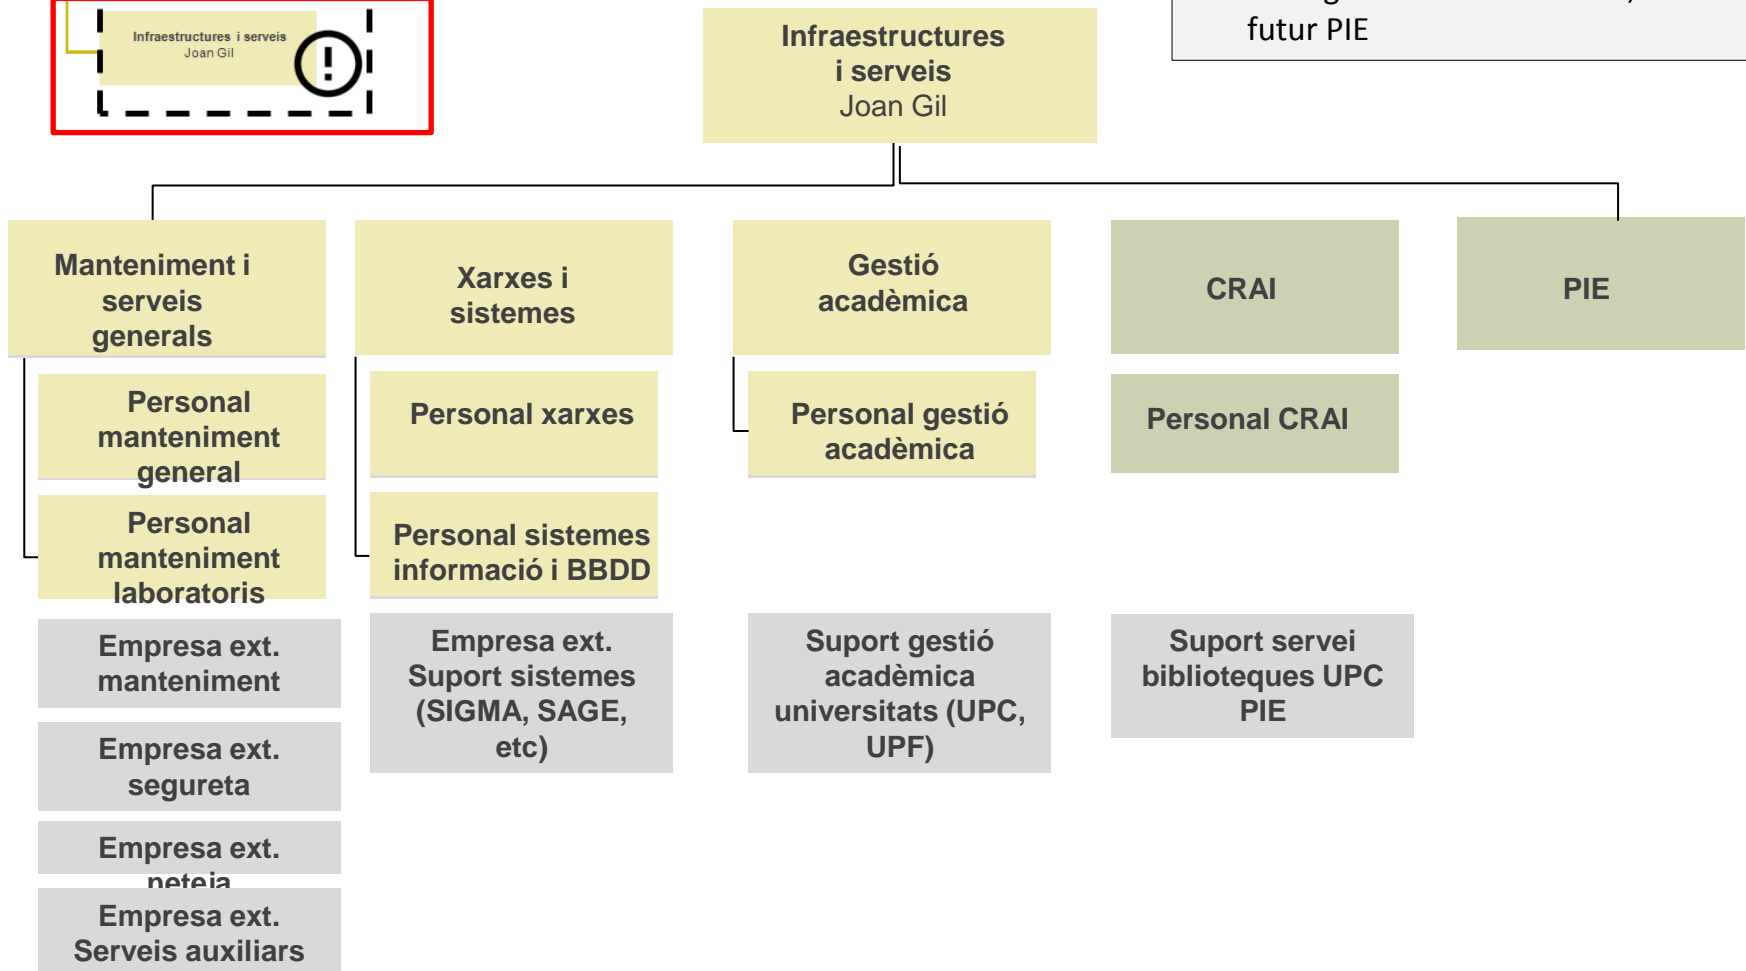 Infraestructures i serveis
Joan Gil
!
Infraestructures
i serveis
Joan Gil
futur PIE
Manteniment i
serveis
generals
Xarxes i
sistemes
Gestió
acadèmica
CRAI
PIE
Personal
manteniment
general
Personal xarxes
Personal gestió
acadèmica
Personal CRAI
Personal
manteniment
laboratoris
Personal sistemes
informació i BBDD
Empresa ext.
manteniment
Empresa ext.
Suport sistemes
(SIGMA, SAGE,
etc)
Suport gestió
acadèmica
universitats (UPC,
UPF)
Suport servei
biblioteques UPC
PIE
Empresa ext.
segureta
Empresa ext.
neteja
Empresa ext.
Serveis auxiliars